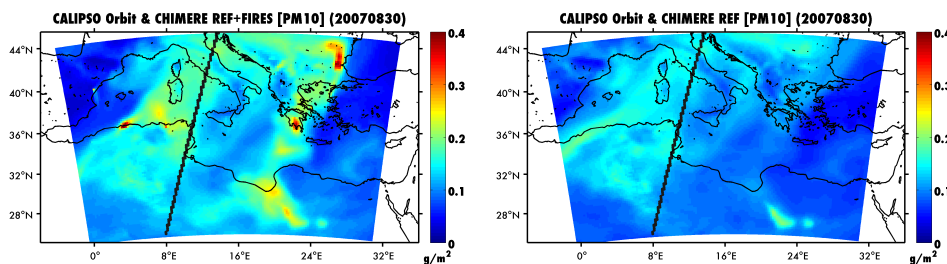 CALIPSO Orbit & CHIMERE REF+FIRES [PM10] (20070830)
CALIPSO Orbit & CHIMERE REF [PM10] (20070830)
44°N
40°N
36°N
32°N
28°N
0°
8°E
16°E
24°E
32°E
0.4
0.3
0.2
0.1
0
g/m²
44°N
40°N
36°N
32°N
28°N
0°
8°E
16°E
24°E
32°E
0.4
0.3
0.2
0.1
0
g/m²